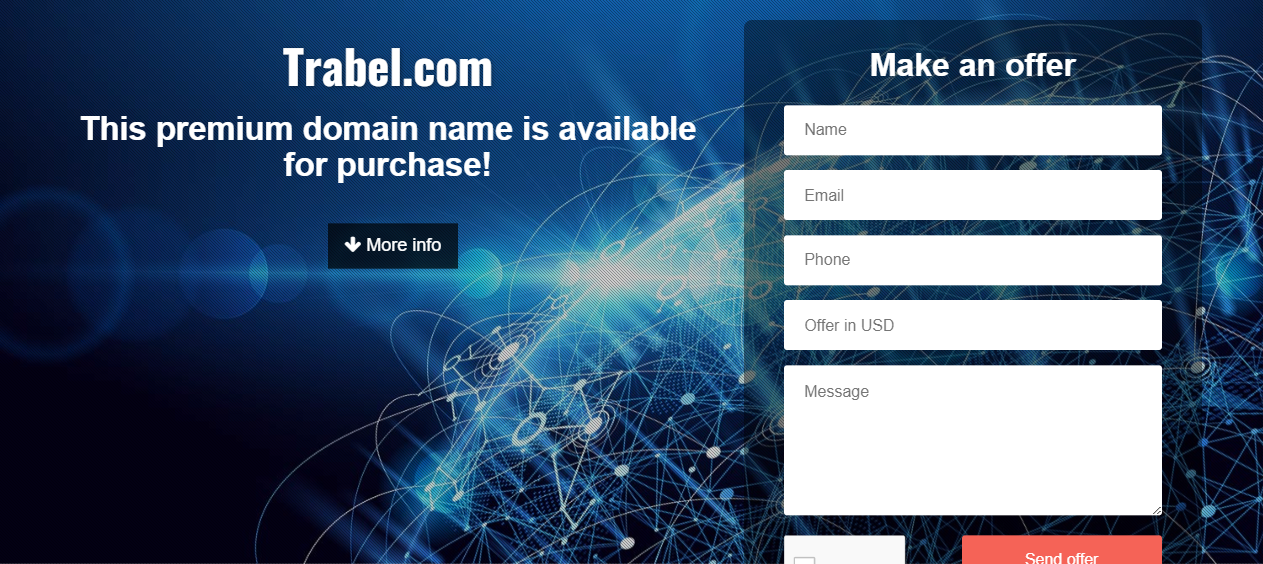 Trabel.com
This premium domain name is available
for purchase!
More info
Make an offer
Name
Email
Phone
Offer in USD
Message
Send offer